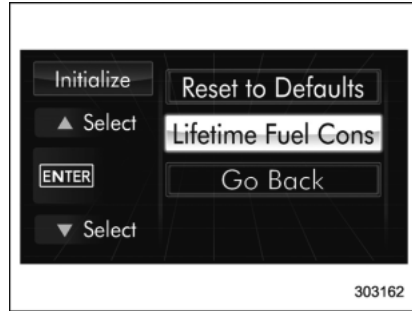 Initialize
Reset to Defaults
▲ Select
Lifetime Fuel Cons
ENTER
Go Back
▼ Select
303162